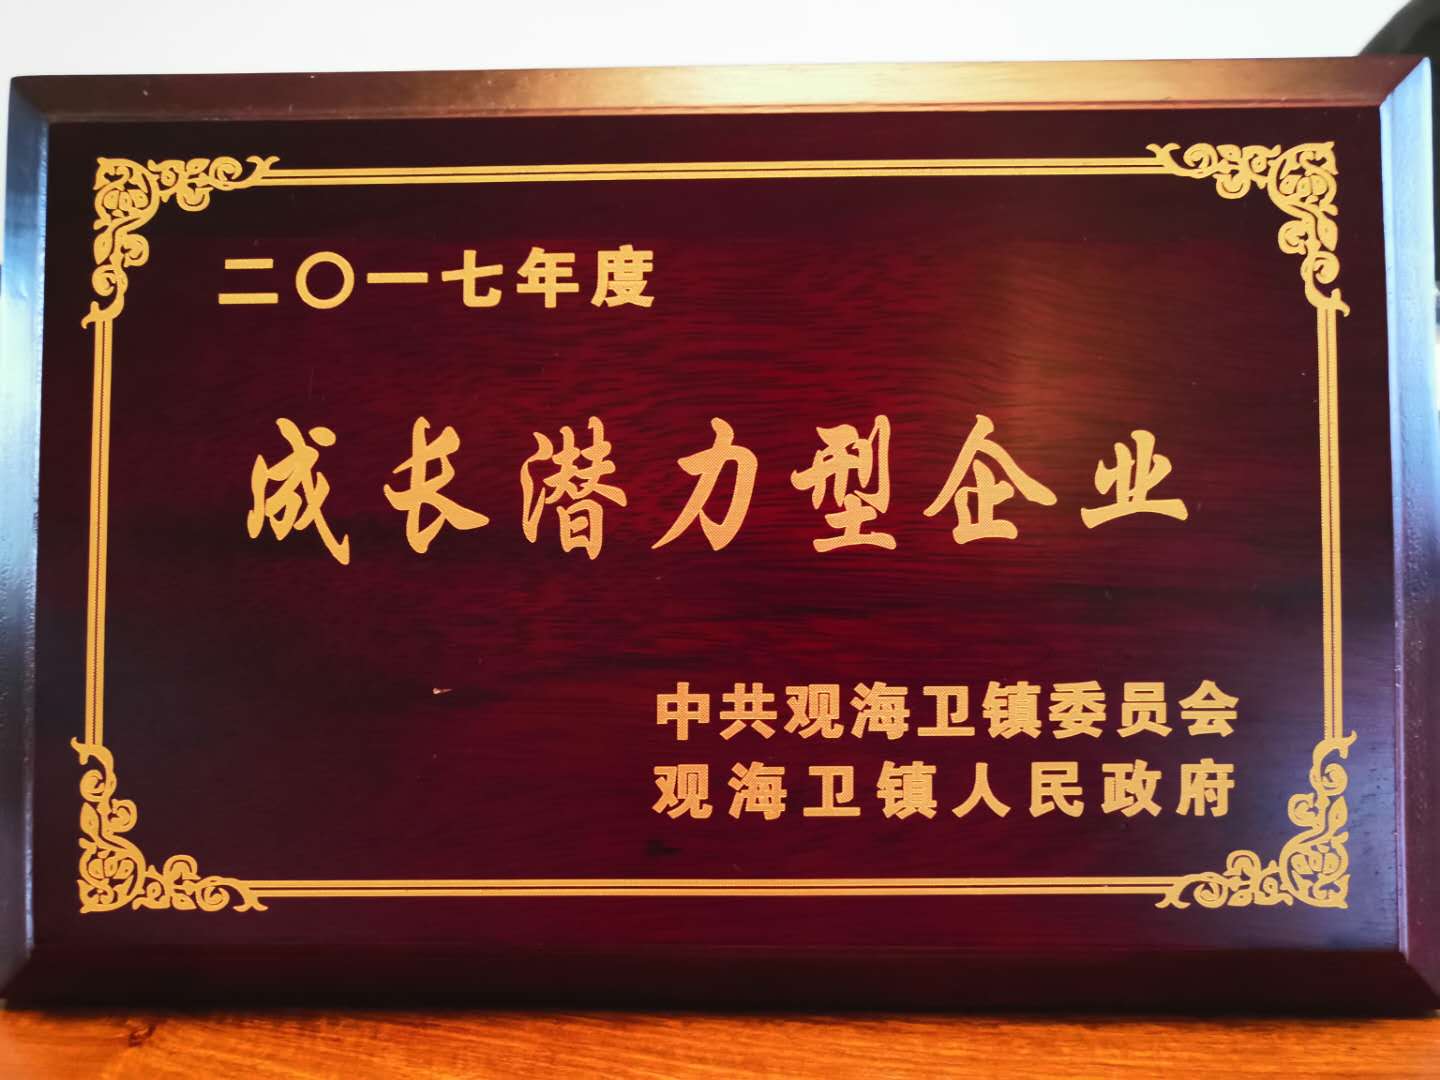 二〇一七年度
成长潜力型企业
中共观海卫镇委员会
观海卫镇人民政府